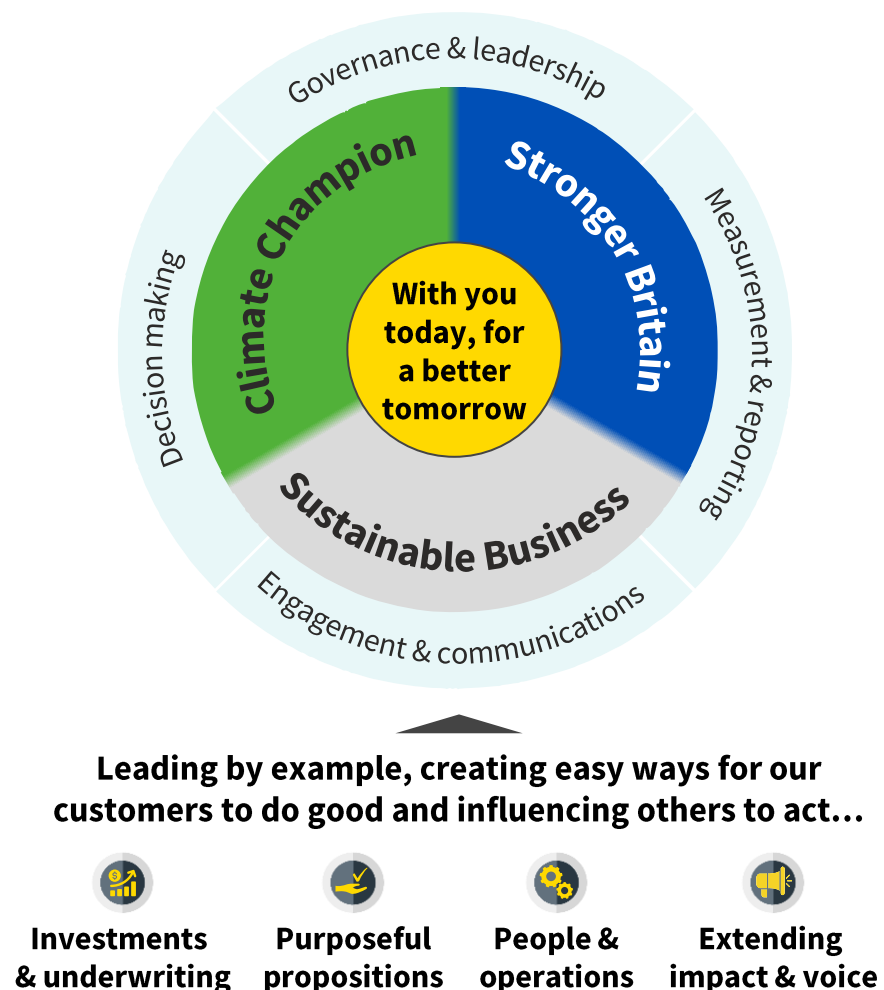 Governance & leadership
Climate Champion
Stronger Britain
Decision making
Measurement & reporting
With you
today, for
a better
tomorrow
Sustainable Business
Engagement & communications
Leading by example, creating easy ways for our
customers to do good and influencing others to act...
Investments
& underwriting
Purposeful
propositions
People &
operations
Extending
impact & voice